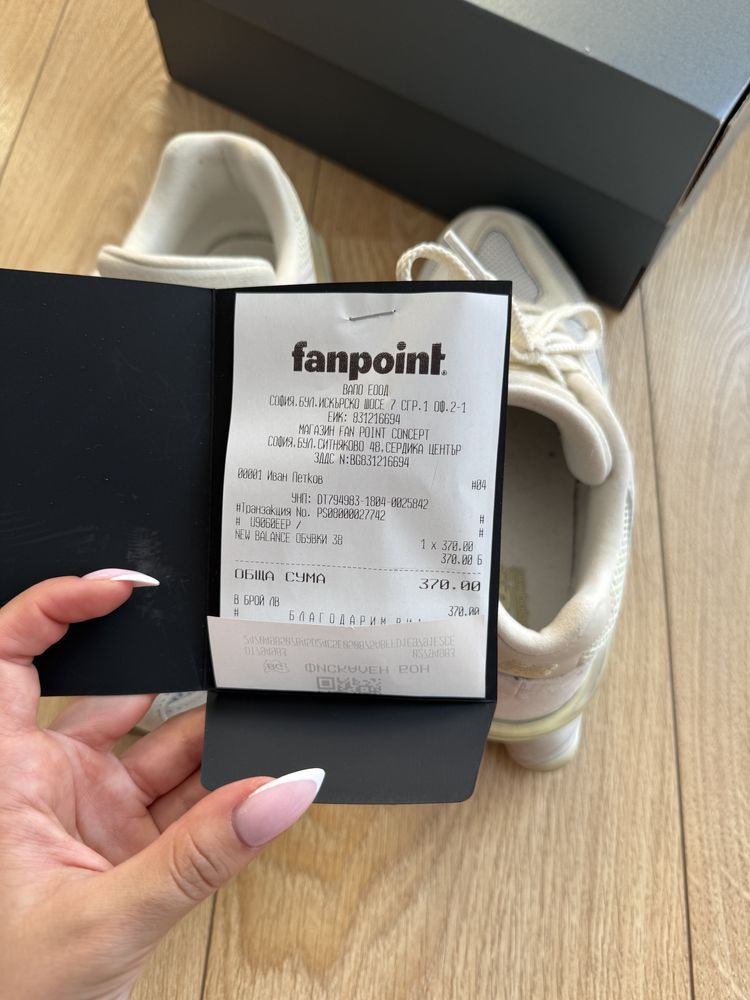 fanpoint.
ВАПО ЕООД
СОФИЯ.БУЛ.ИСКЪРСКО ШОСЕ 7 СГР.1 ОФ.2-1
ЕИК: 831216694
МАГАЗИН FAN POINT CONCEPT
СОФИЯ.БУЛ.СИТНЯКОВО 48.СЕРДИКА ЦЕНТЪР
ЗДДС N:BG831216694
00001 Иван Петков #04
УНП: DT794983-1804-0025842
#Транзакция No. PS08000027742 #
# U9060EEP / #
NEW BALANCE ОБУВКИ 38 1 x 370.00
370.00 Б
ОБЩА СУМА 370.00
В БРОЙ ЛВ 370.00
# БЛАГОДАРИМ
ФИСКАЛЕН БОН